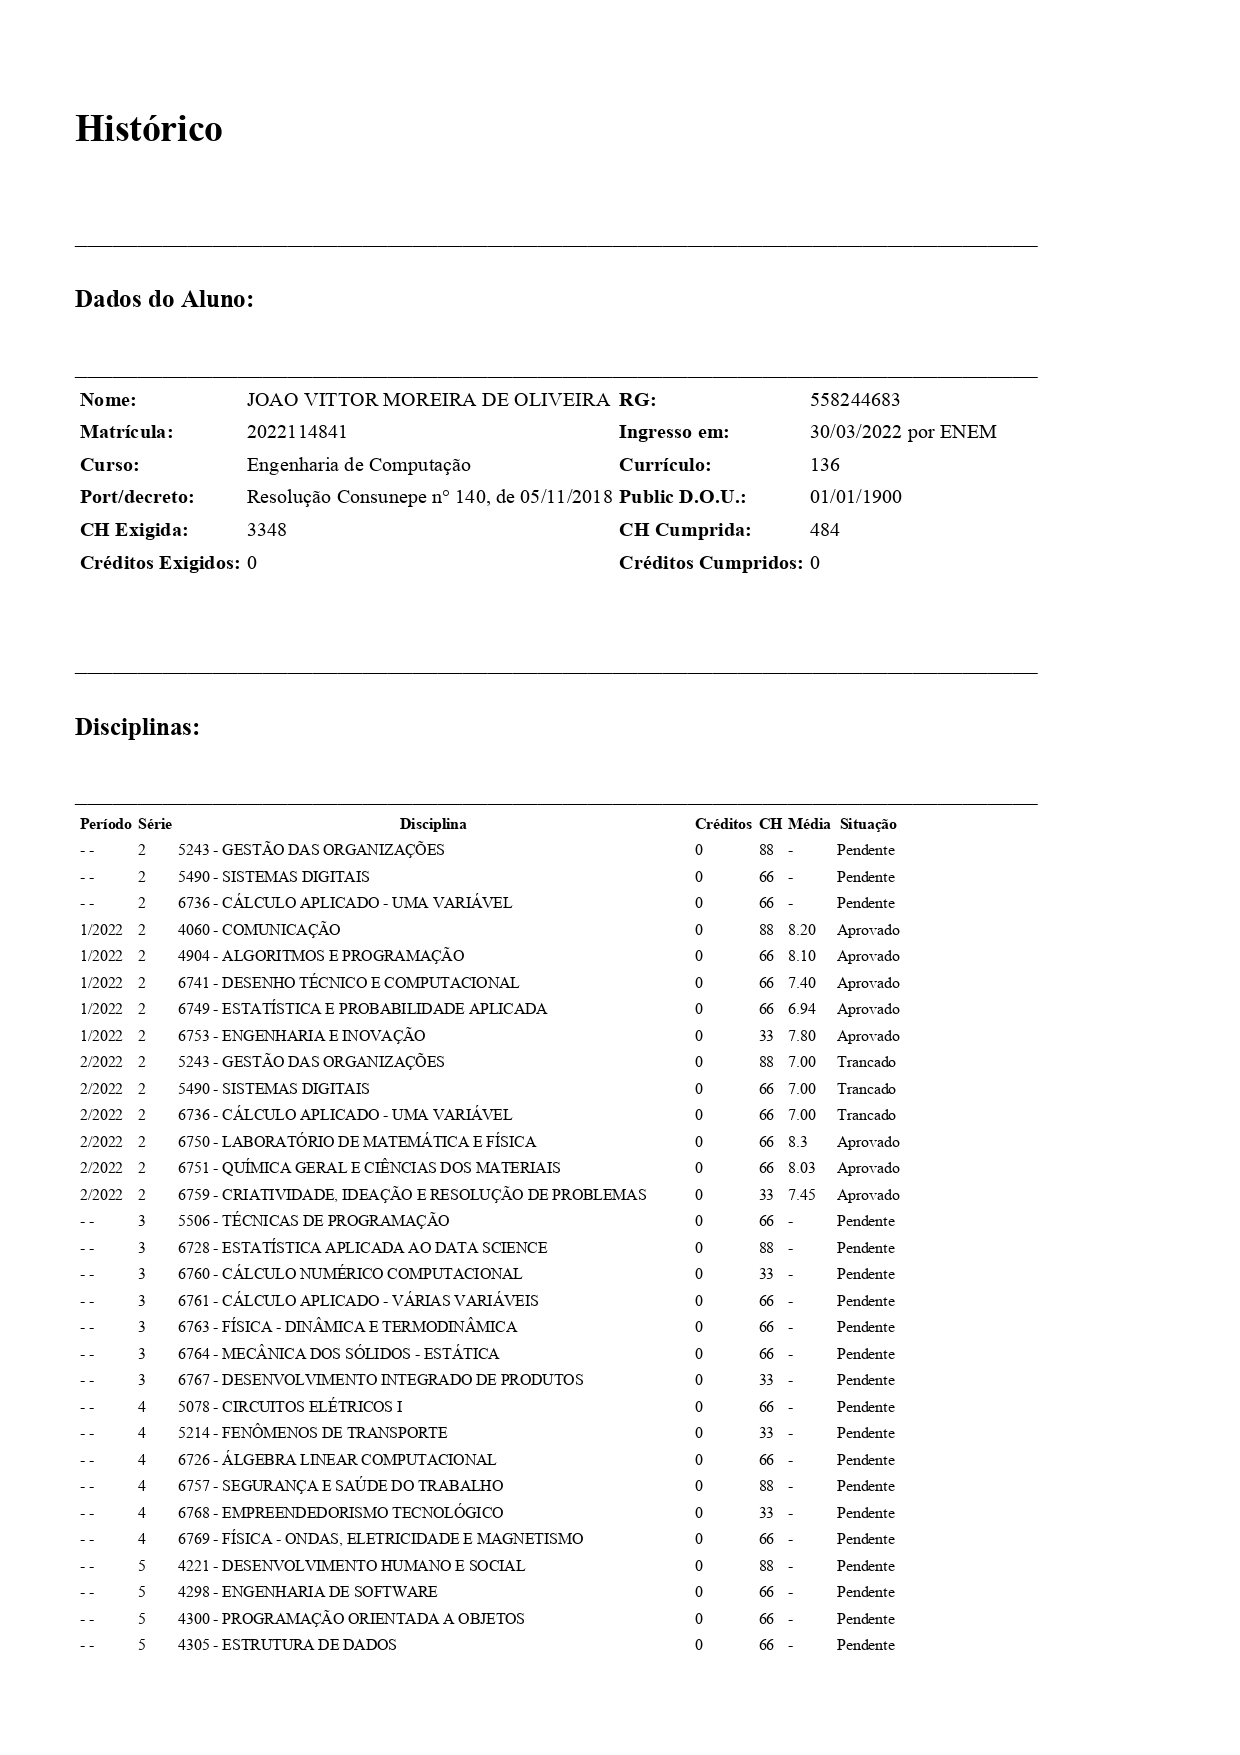 Histórico
Dados do Aluno:
Nome: JOAO VITTOR MOREIRA DE OLIVEIRA RG: 558244683
Matrícula: 2022114841 Ingresso em: 30/03/2022 por ENEM
Curso: Engenharia de Computação Currículo: 136
Port/decreto: Resolução Consunepe n° 140, de 05/11/2018 Public D.O.U.: 01/01/1900
CH Exigida: 3348 CH Cumprida: 484
Créditos Exigidos: 0 Créditos Cumpridos: 0
Disciplinas:
Período Série Disciplina Créditos CH Média Situação
- - 2 5243 - GESTÃO DAS ORGANIZAÇÕES 0 88 - Pendente
- - 2 5490 - SISTEMAS DIGITAIS 0 66 - Pendente
- - 2 6736 - CÁLCULO APLICADO - UMA VARIÁVEL 0 66 - Pendente
1/2022 2 4060 - COMUNICAÇÃO 0 88 8.20 Aprovado
1/2022 2 4904 - ALGORITMOS E PROGRAMAÇÃO 0 66 8.10 Aprovado
1/2022 2 6741 - DESENHO TÉCNICO E COMPUTACIONAL 0 66 7.40 Aprovado
1/2022 2 6749 - ESTATÍSTICA E PROBABILIDADE APLICADA 0 66 6.94 Aprovado
1/2022 2 6753 - ENGENHARIA E INOVAÇÃO 0 33 7.80 Aprovado
2/2022 2 5243 - GESTÃO DAS ORGANIZAÇÕES 0 88 7.00 Trancado
2/2022 2 5490 - SISTEMAS DIGITAIS 0 66 7.00 Trancado
2/2022 2 6736 - CÁLCULO APLICADO - UMA VARIÁVEL 0 66 7.00 Trancado
2/2022 2 6750 - LABORATÓRIO DE MATEMÁTICA E FÍSICA 0 66 8.3 Aprovado
2/2022 2 6751 - QUÍMICA GERAL E CIÊNCIAS DOS MATERIAIS 0 66 8.03 Aprovado
2/2022 2 6759 - CRIATIVIDADE, IDEAÇÃO E RESOLUÇÃO DE PROBLEMAS 0 33 7.45 Aprovado
- - 3 5506 - TÉCNICAS DE PROGRAMAÇÃO 0 66 - Pendente
- - 3 6728 - ESTATÍSTICA APLICADA AO DATA SCIENCE 0 88 - Pendente
- - 3 6760 - CÁLCULO NUMÉRICO COMPUTACIONAL 0 33 - Pendente
- - 3 6761 - CÁLCULO APLICADO - VÁRIAS VARIÁVEIS 0 66 - Pendente
- - 3 6763 - FÍSICA - DINÂMICA E TERMODINÂMICA 0 66 - Pendente
- - 3 6764 - MECÂNICA DOS SÓLIDOS - ESTÁTICA 0 66 - Pendente
- - 3 6767 - DESENVOLVIMENTO INTEGRADO DE PRODUTOS 0 33 - Pendente
- - 4 5078 - CIRCUITOS ELÉTRICOS I 0 66 - Pendente
- - 4 5214 - FENÔMENOS DE TRANSPORTE 0 33 - Pendente
- - 4 6726 - ÁLGEBRA LINEAR COMPUTACIONAL 0 66 - Pendente
- - 4 6757 - SEGURANÇA E SAÚDE DO TRABALHO 0 88 - Pendente
- - 4 6768 - EMPREENDEDORISMO TECNOLÓGICO 0 33 - Pendente
- - 4 6769 - FÍSICA - ONDAS, ELETRICIDADE E MAGNETISMO 0 66 - Pendente
- - 5 4221 - DESENVOLVIMENTO HUMANO E SOCIAL 0 88 - Pendente
- - 5 4298 - ENGENHARIA DE SOFTWARE 0 66 - Pendente
- - 5 4300 - PROGRAMAÇÃO ORIENTADA A OBJETOS 0 66 - Pendente
- - 5 4305 - ESTRUTURA DE DADOS 0 66 - Pendente